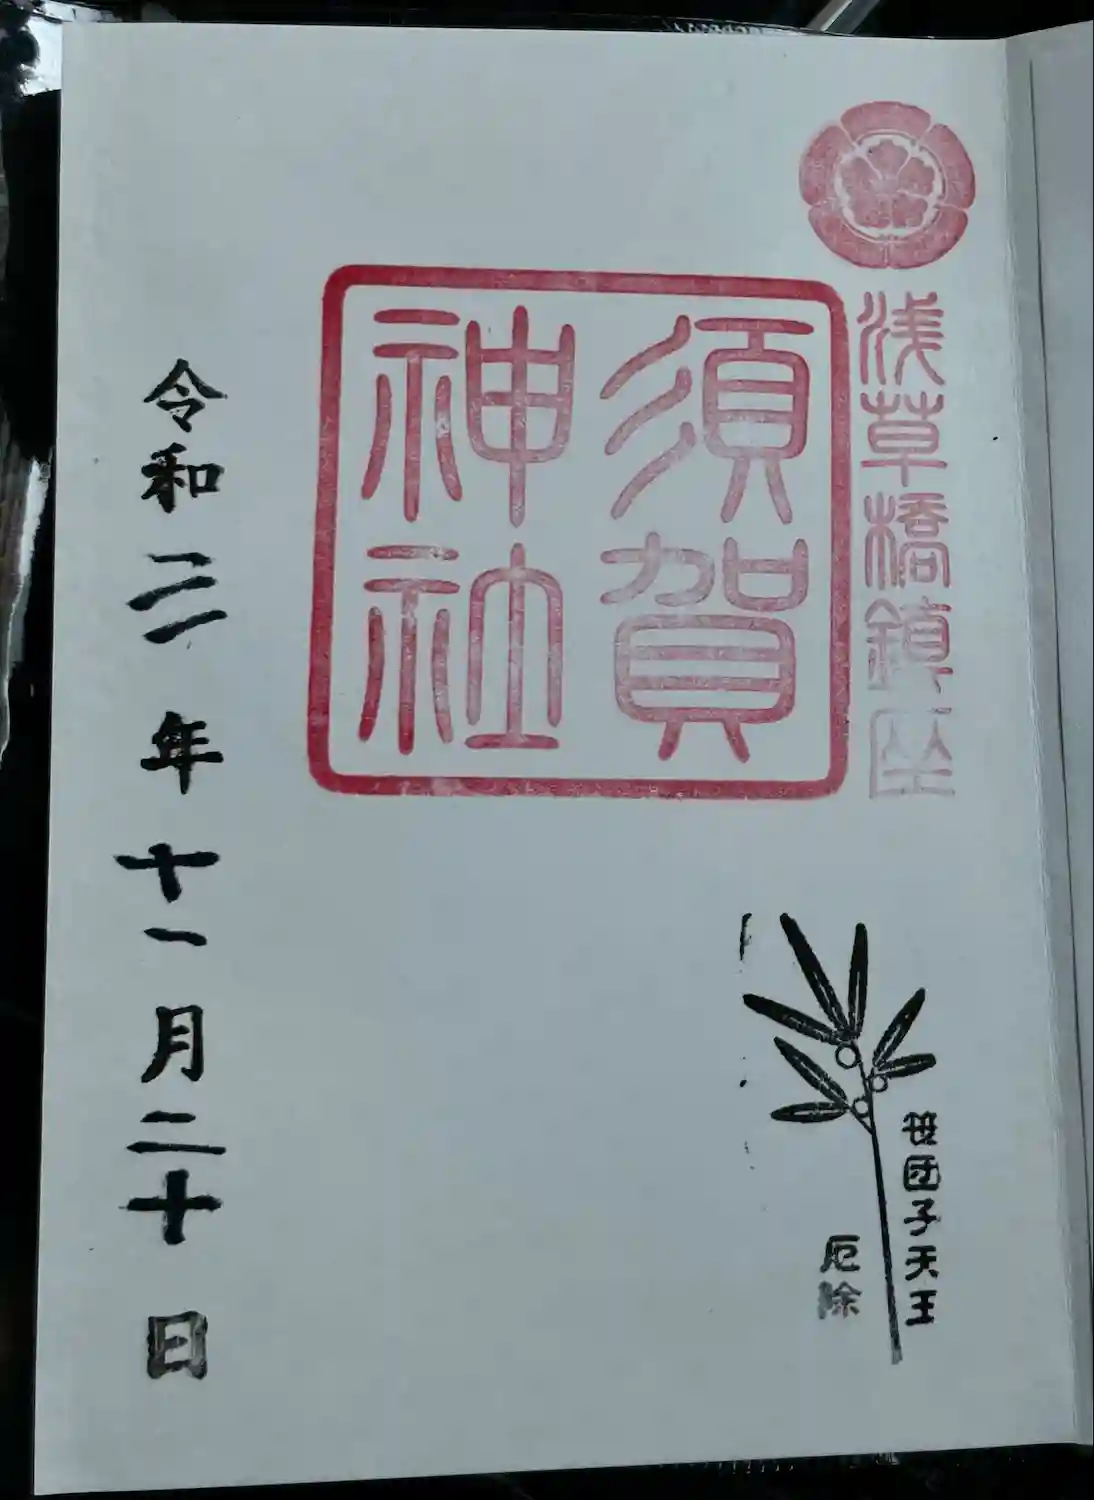 浅草橋鎮座
須賀
神社
笹団子天王
厄除
令和三年十一月二十日